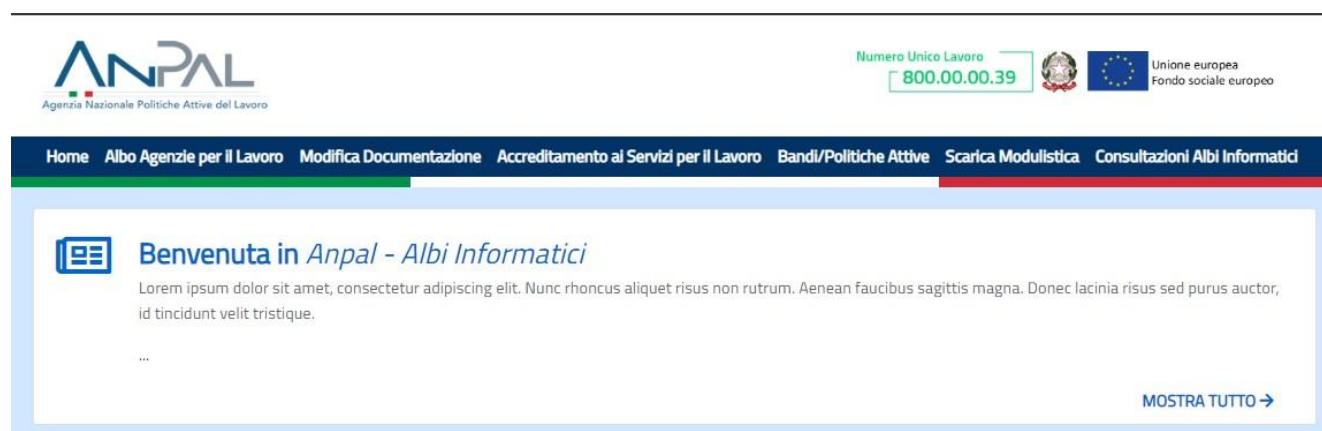 ANPAL
Agenzia Nazionale Politiche Attive del Lavoro
Numero Unico Lavoro
800.00.00.39
Unione europea
Fondo sociale europeo
Home Albo Agenzie per il Lavoro Modifica Documentazione Accreditamento ai Servizi per il Lavoro Bandi/Politiche Attive Scarica Modulistica Consultazioni Albi Informatici
Benvenuta in Anpal - Albi Informatici
Lorem ipsum dolor sit amet, consectetur adipiscing elit. Nunc rhoncus aliquet risus non rutrum. Aenean faucibus sagittis magna. Donec lacinia risus sed purus auctor,
id tincidunt velit tristique.
...
MOSTRA TUTTO →